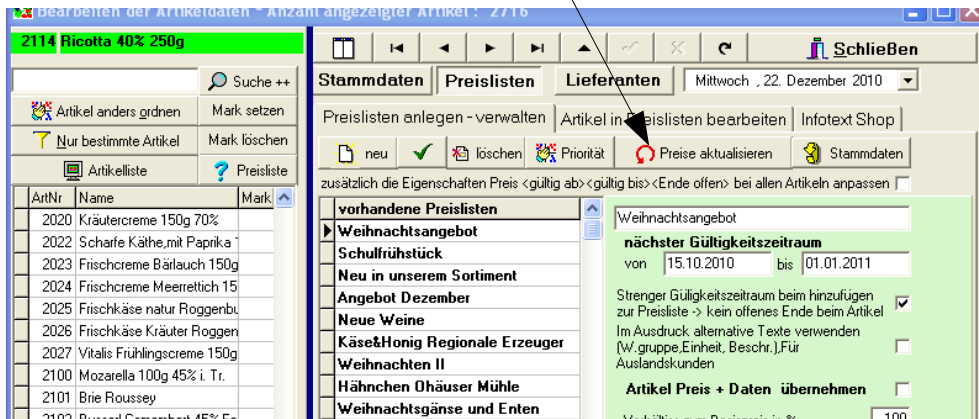 Bearbeiten der Artikeldaten - Anzahl angezeigter Artikel : 2716
2114 Ricotta 40% 250g
Suche ++
Artikel anders ordnen
Mark setzen
Nur bestimmte Artikel
Mark löschen
Artikelliste
Preisliste
ArtNr Name Mark
2020 Kräutercreme 150g 70%
2022 Scharfe Käthe,mit Paprika
2023 Frischcreme Bärlauch 150g
2024 Frischcreme Meerrettich 15
2025 Frischkäse natur Roggenbu
2026 Frischkäse Kräuter Roggen
2027 Vitalis Frühlingscreme 150g
2100 Mozarella 100g 45% i. Tr.
2101 Brie Roussey
Schließen
Stammdaten Preislisten Lieferanten Mittwoch , 22. Dezember 2010
Preislisten anlegen - verwalten Artikel in Preislisten bearbeiten Infotext Shop
neu löschen Priorität Preise aktualisieren Stammdaten
zusätzlich die Eigenschaften Preis <gültig ab><gültig bis><Ende offen> bei allen Artikeln anpassen
vorhandene Preislisten
Weihnachtsangebot
Schulfrühstück
Neu in unserem Sortiment
Angebot Dezember
Neue Weine
Käse&Honig Regionale Erzeuger
Weihnachten II
Hähnchen Ohäuser Mühle
Weihnachtsgänse und Enten
Weihnachtsangebot
nächster Gültigkeitszeitraum
von 15.10.2010 bis 01.01.2011
Strenger Güligkeitszeitraum beim hinzufügen
zur Preisliste -> kein offenes Ende beim Artikel
Im Ausdruck alternative Texte verwenden
(W.gruppe,Einheit, Beschr.),Für
Auslandskunden
Artikel Preis + Daten übernehmen
100